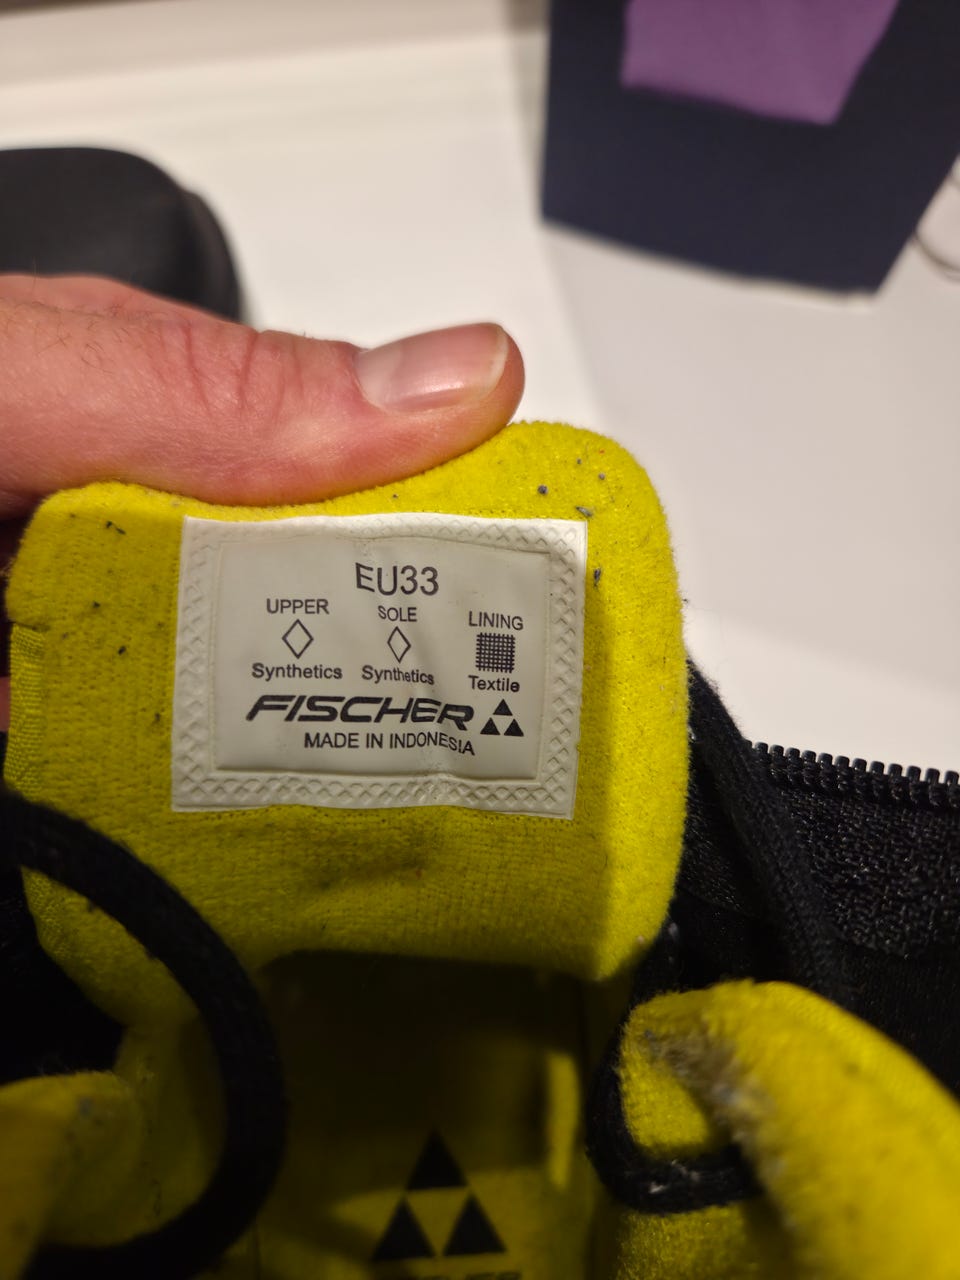 EU33
UPPER SOLE LINING
Synthetics Synthetics Textile
FISCHER
MADE IN INDONESIA